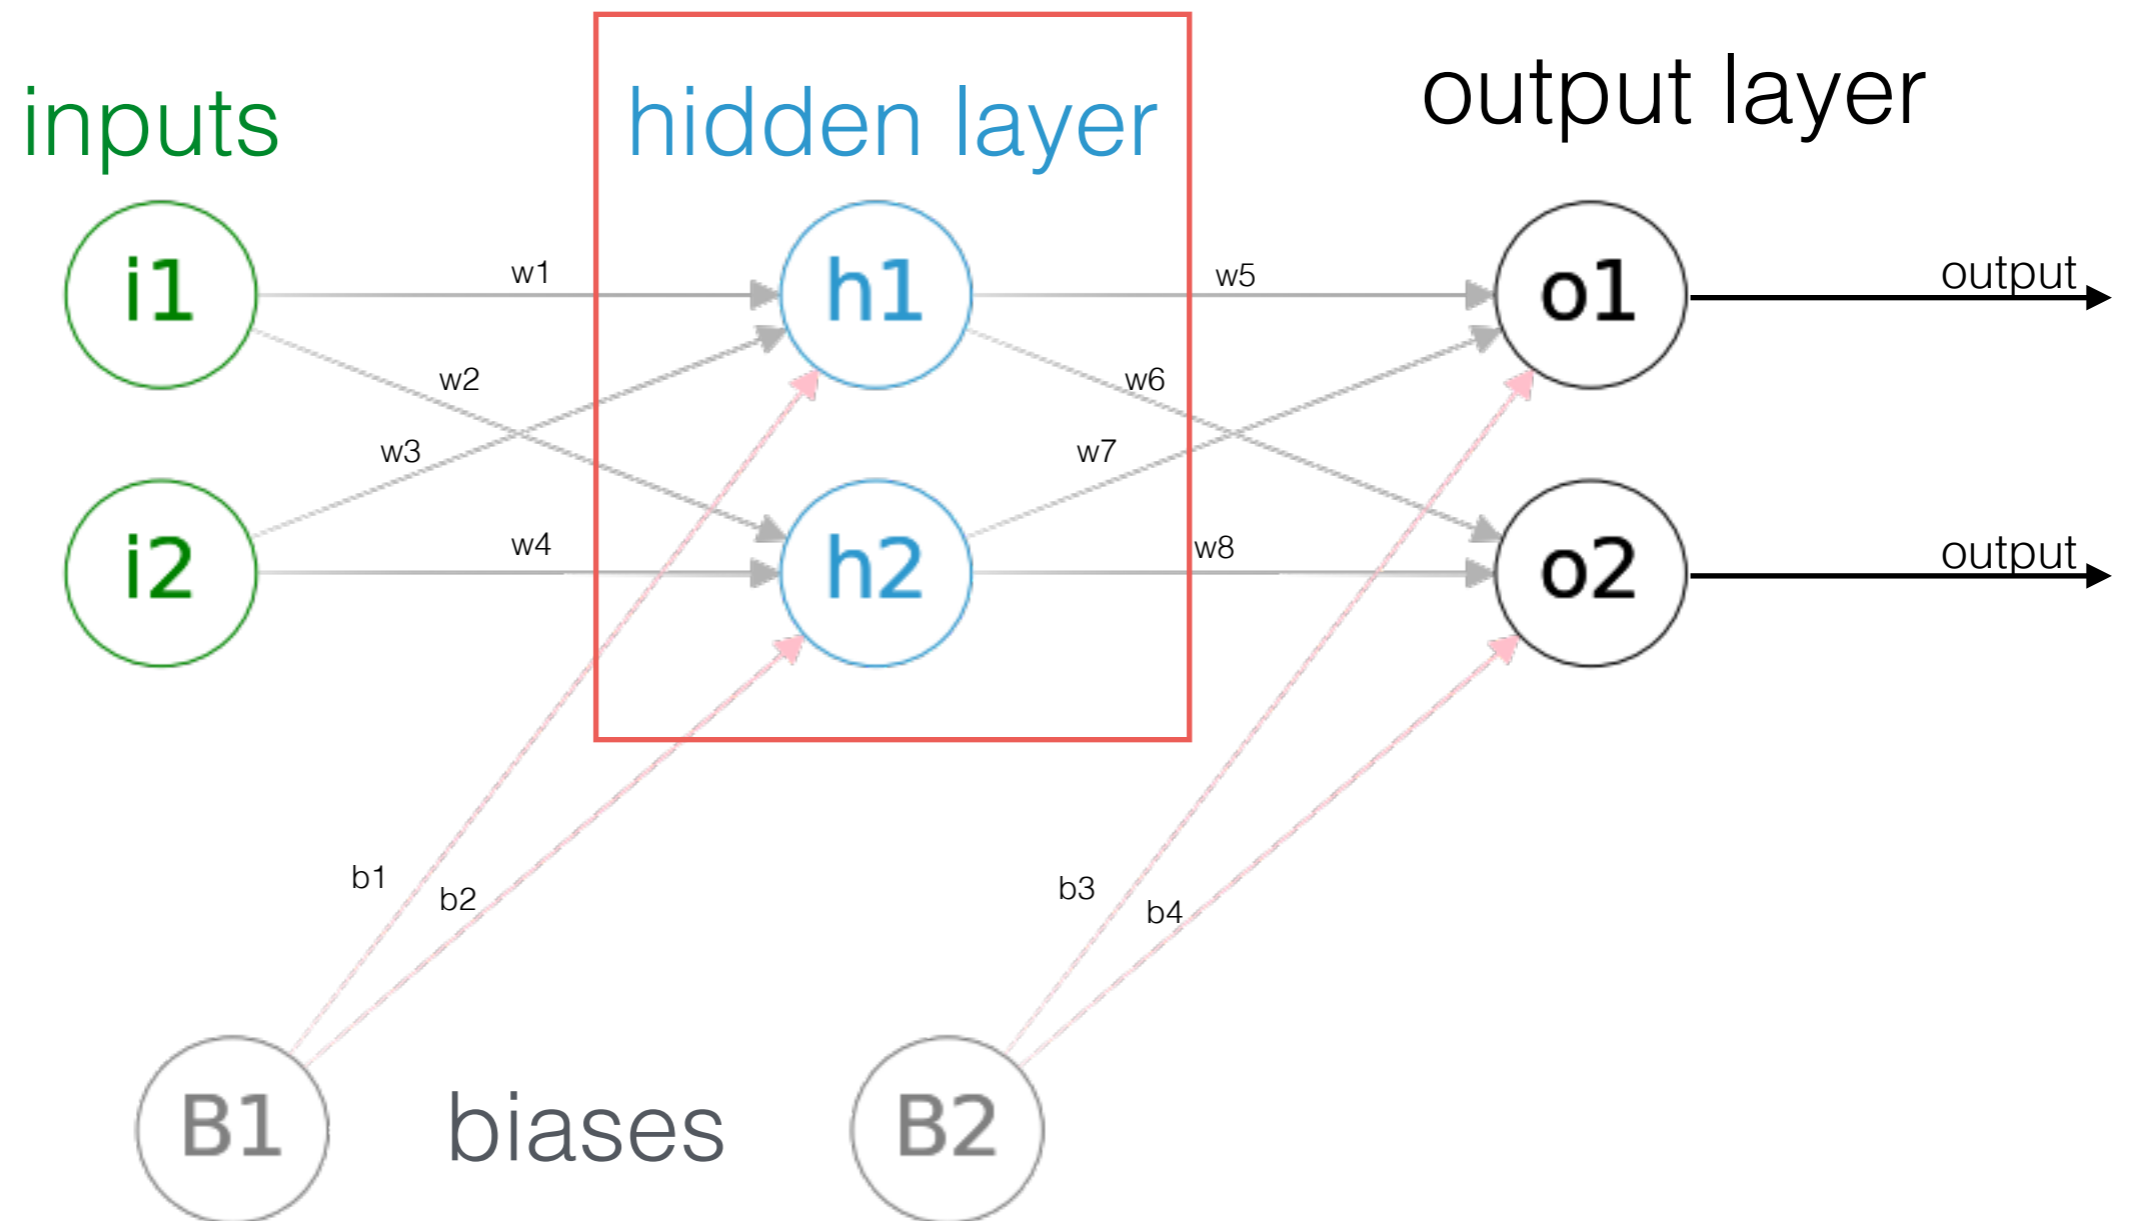 inputs
hidden layer
output layer
i1
w1
h1
w5
o1
output
w2
w6
w3
w7
i2
w4
h2
w8
o2
output
b1
b2
b3
b4
B1
biases
B2